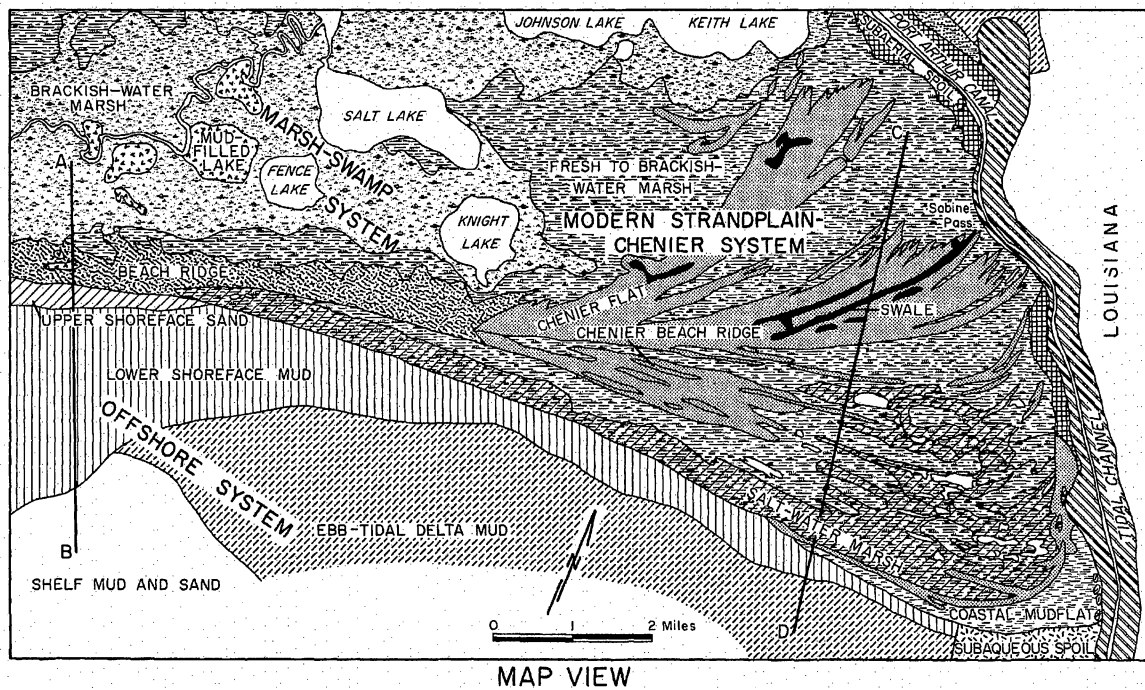 JOHNSON LAKE
KEITH LAKE
PORT ARTHUR CANAL
SUBAERIAL SPOIL
BRACKISH-WATER
MARSH
SALT LAKE
MARSH-SWAMP
SYSTEM
A
MUD-
FILLED
LAKE
FENCE
LAKE
C
FRESH TO BRACKISH-
WATER MARSH
KNIGHT
LAKE
MODERN STRANDPLAIN-
CHENIER SYSTEM
Sabine
Pass
LOUISIANA
BEACH RIDGE
CHENIER FLAT
SWALE
UPPER SHOREFACE SAND
CHENIER BEACH RIDGE
LOWER SHOREFACE MUD
OFFSHORE
SYSTEM
SALT-WATER MARSH
TIDAL CHANNEL
EBB-TIDAL DELTA MUD
B
N
SHELF MUD AND SAND
COASTAL-MUDFLAT
0 1 2 Miles
D
SUBAQUEOUS SPOIL
MAP VIEW